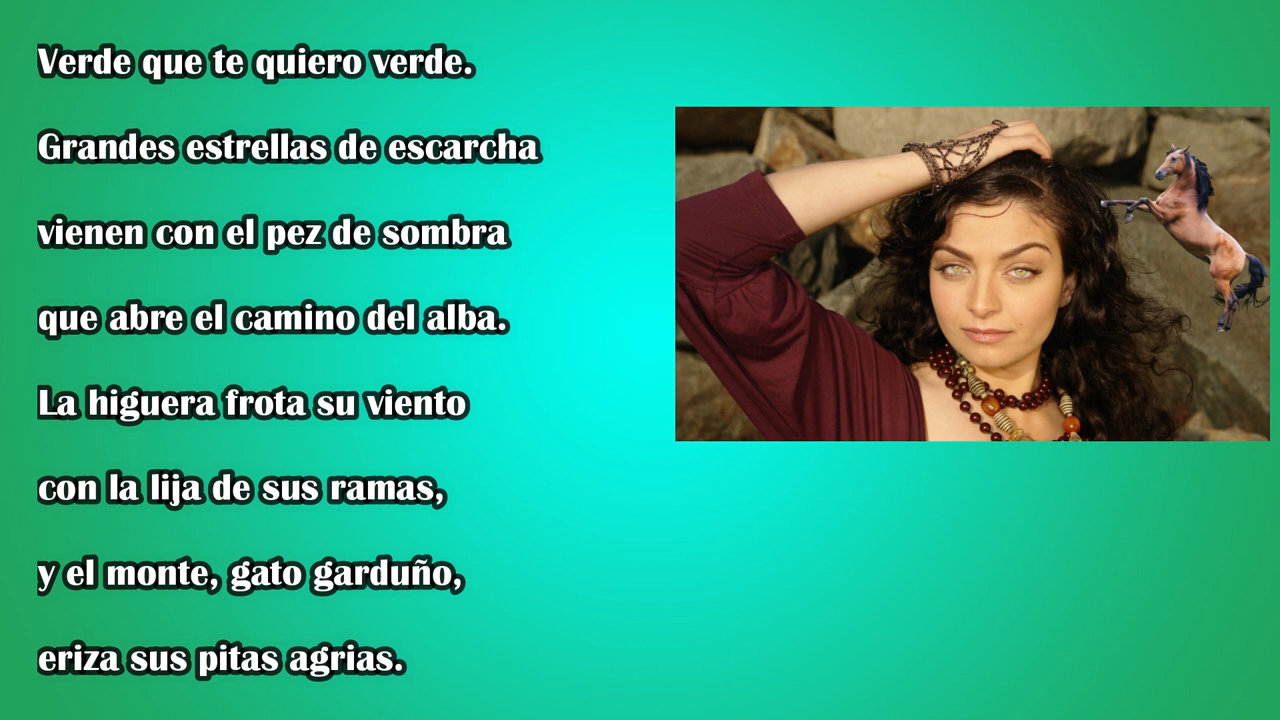 Verde que te quiero verde.
Grandes estrellas de escarcha
vienen con el pez de sombra
que abre el camino del alba.
La higuera frota su viento
con la lija de sus ramas,
y el monte, gato garduño,
eriza sus pitas agrias.